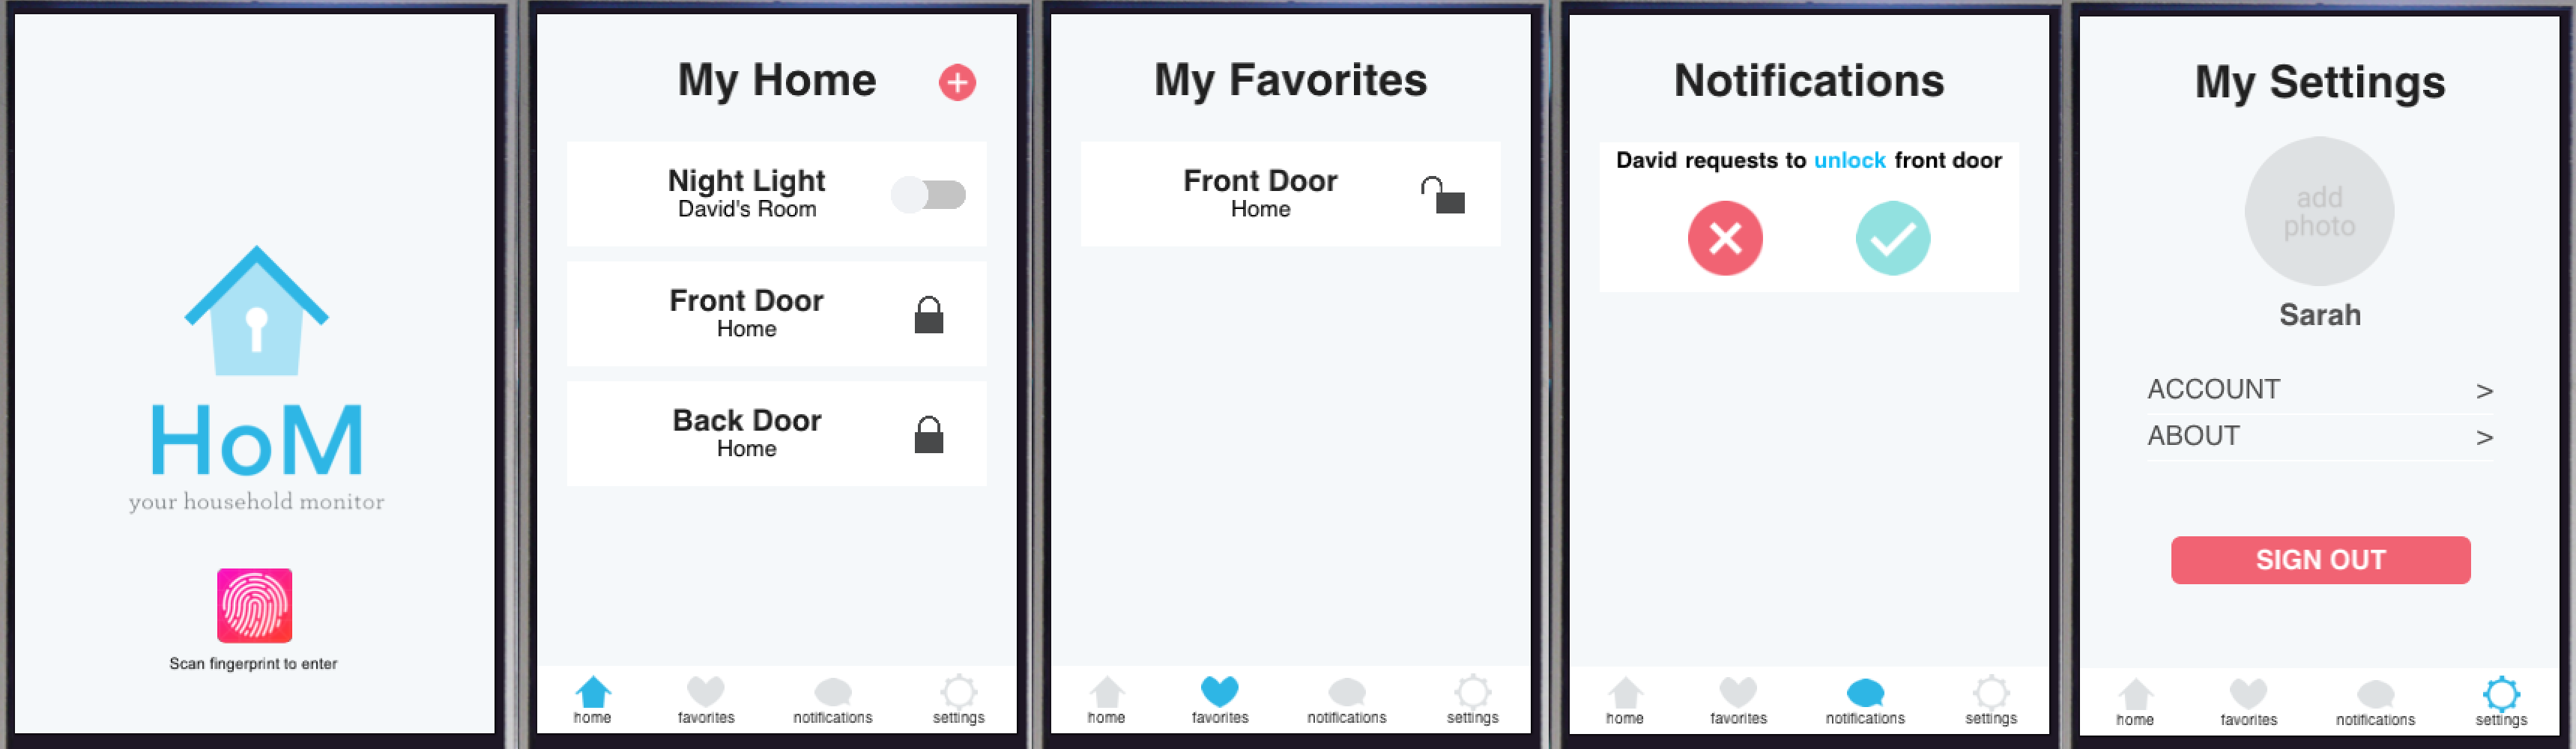 HoM
your household monitor
Scan fingerprint to enter
My Home
Night Light
David's Room
Front Door
Home
Back Door
Home
home
favorites
notifications
settings
My Favorites
Front Door
Home
home
favorites
notifications
settings
Notifications
David requests to unlock front door
home
favorites
notifications
settings
My Settings
add
photo
Sarah
ACCOUNT >
ABOUT >
SIGN OUT
home
favorites
notifications
settings